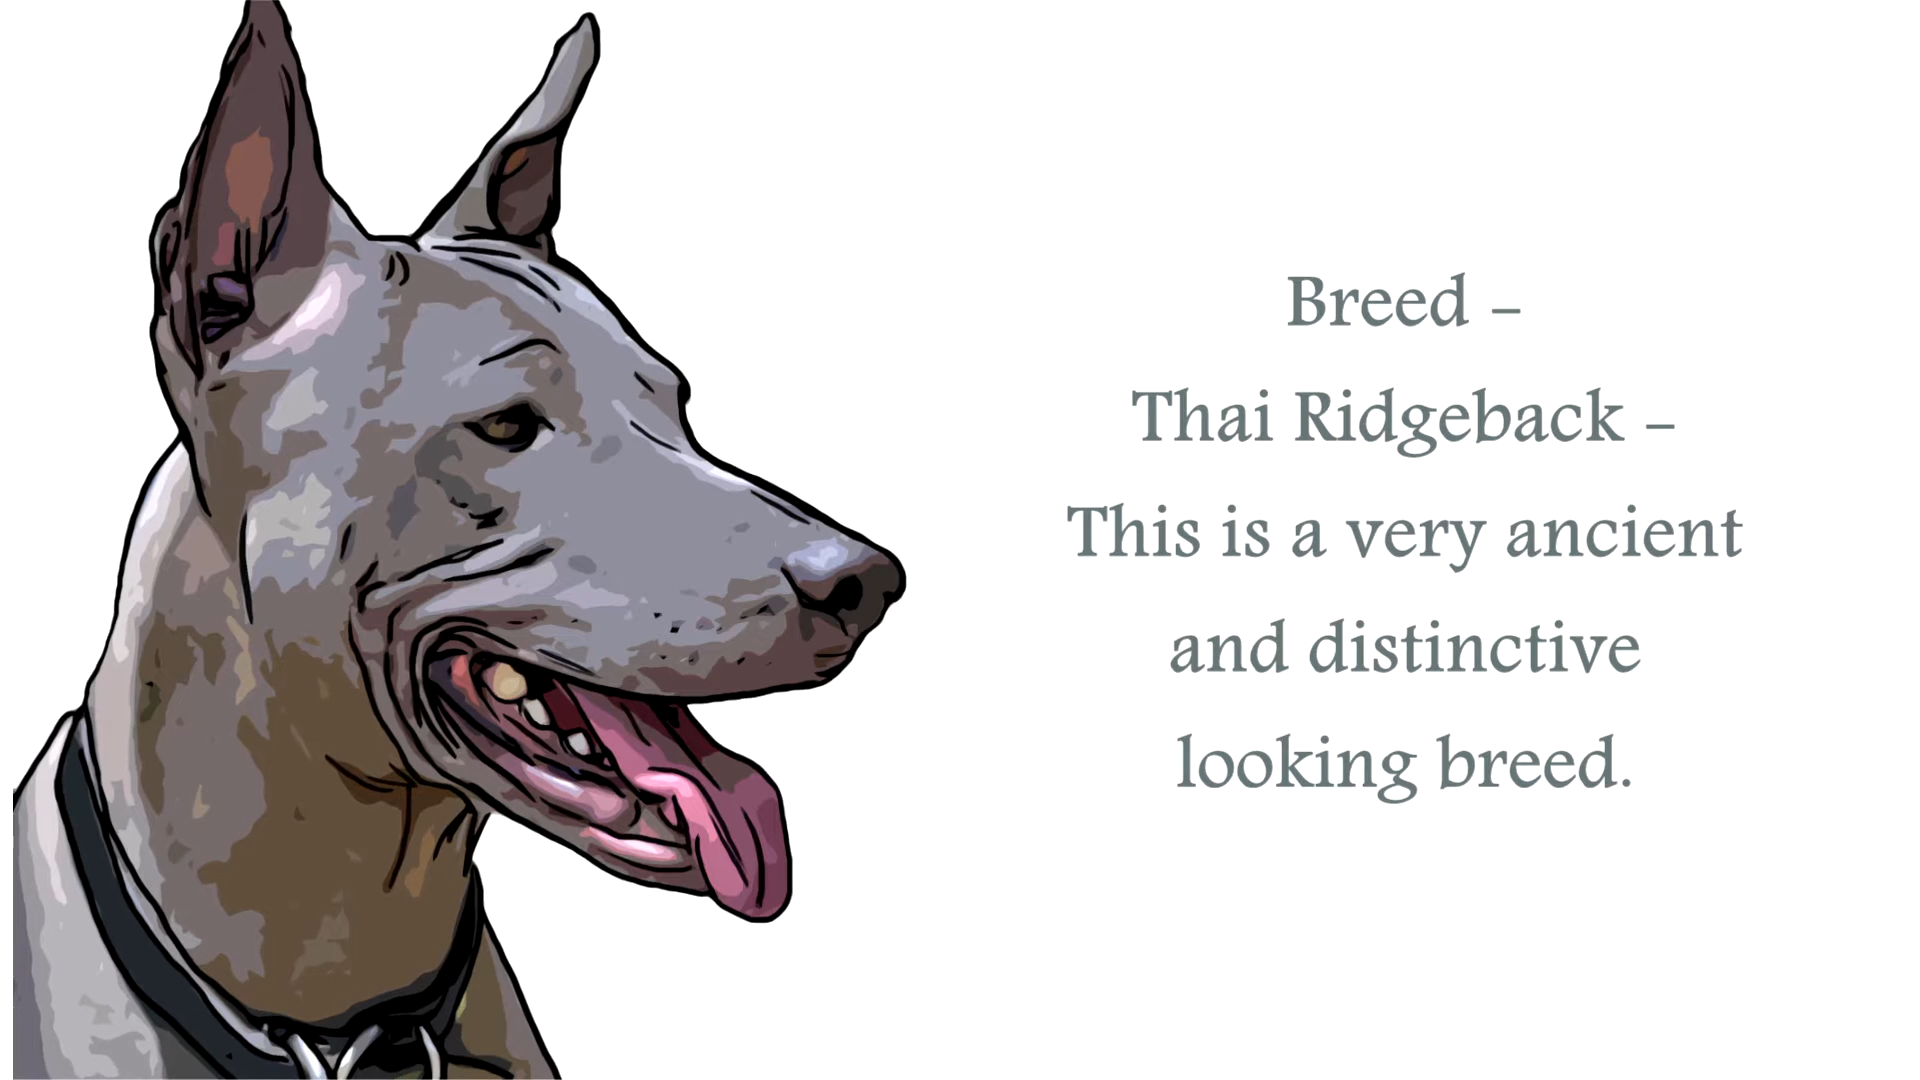 Breed –
Thai Ridgeback –
This is a very ancient
and distinctive
looking breed.